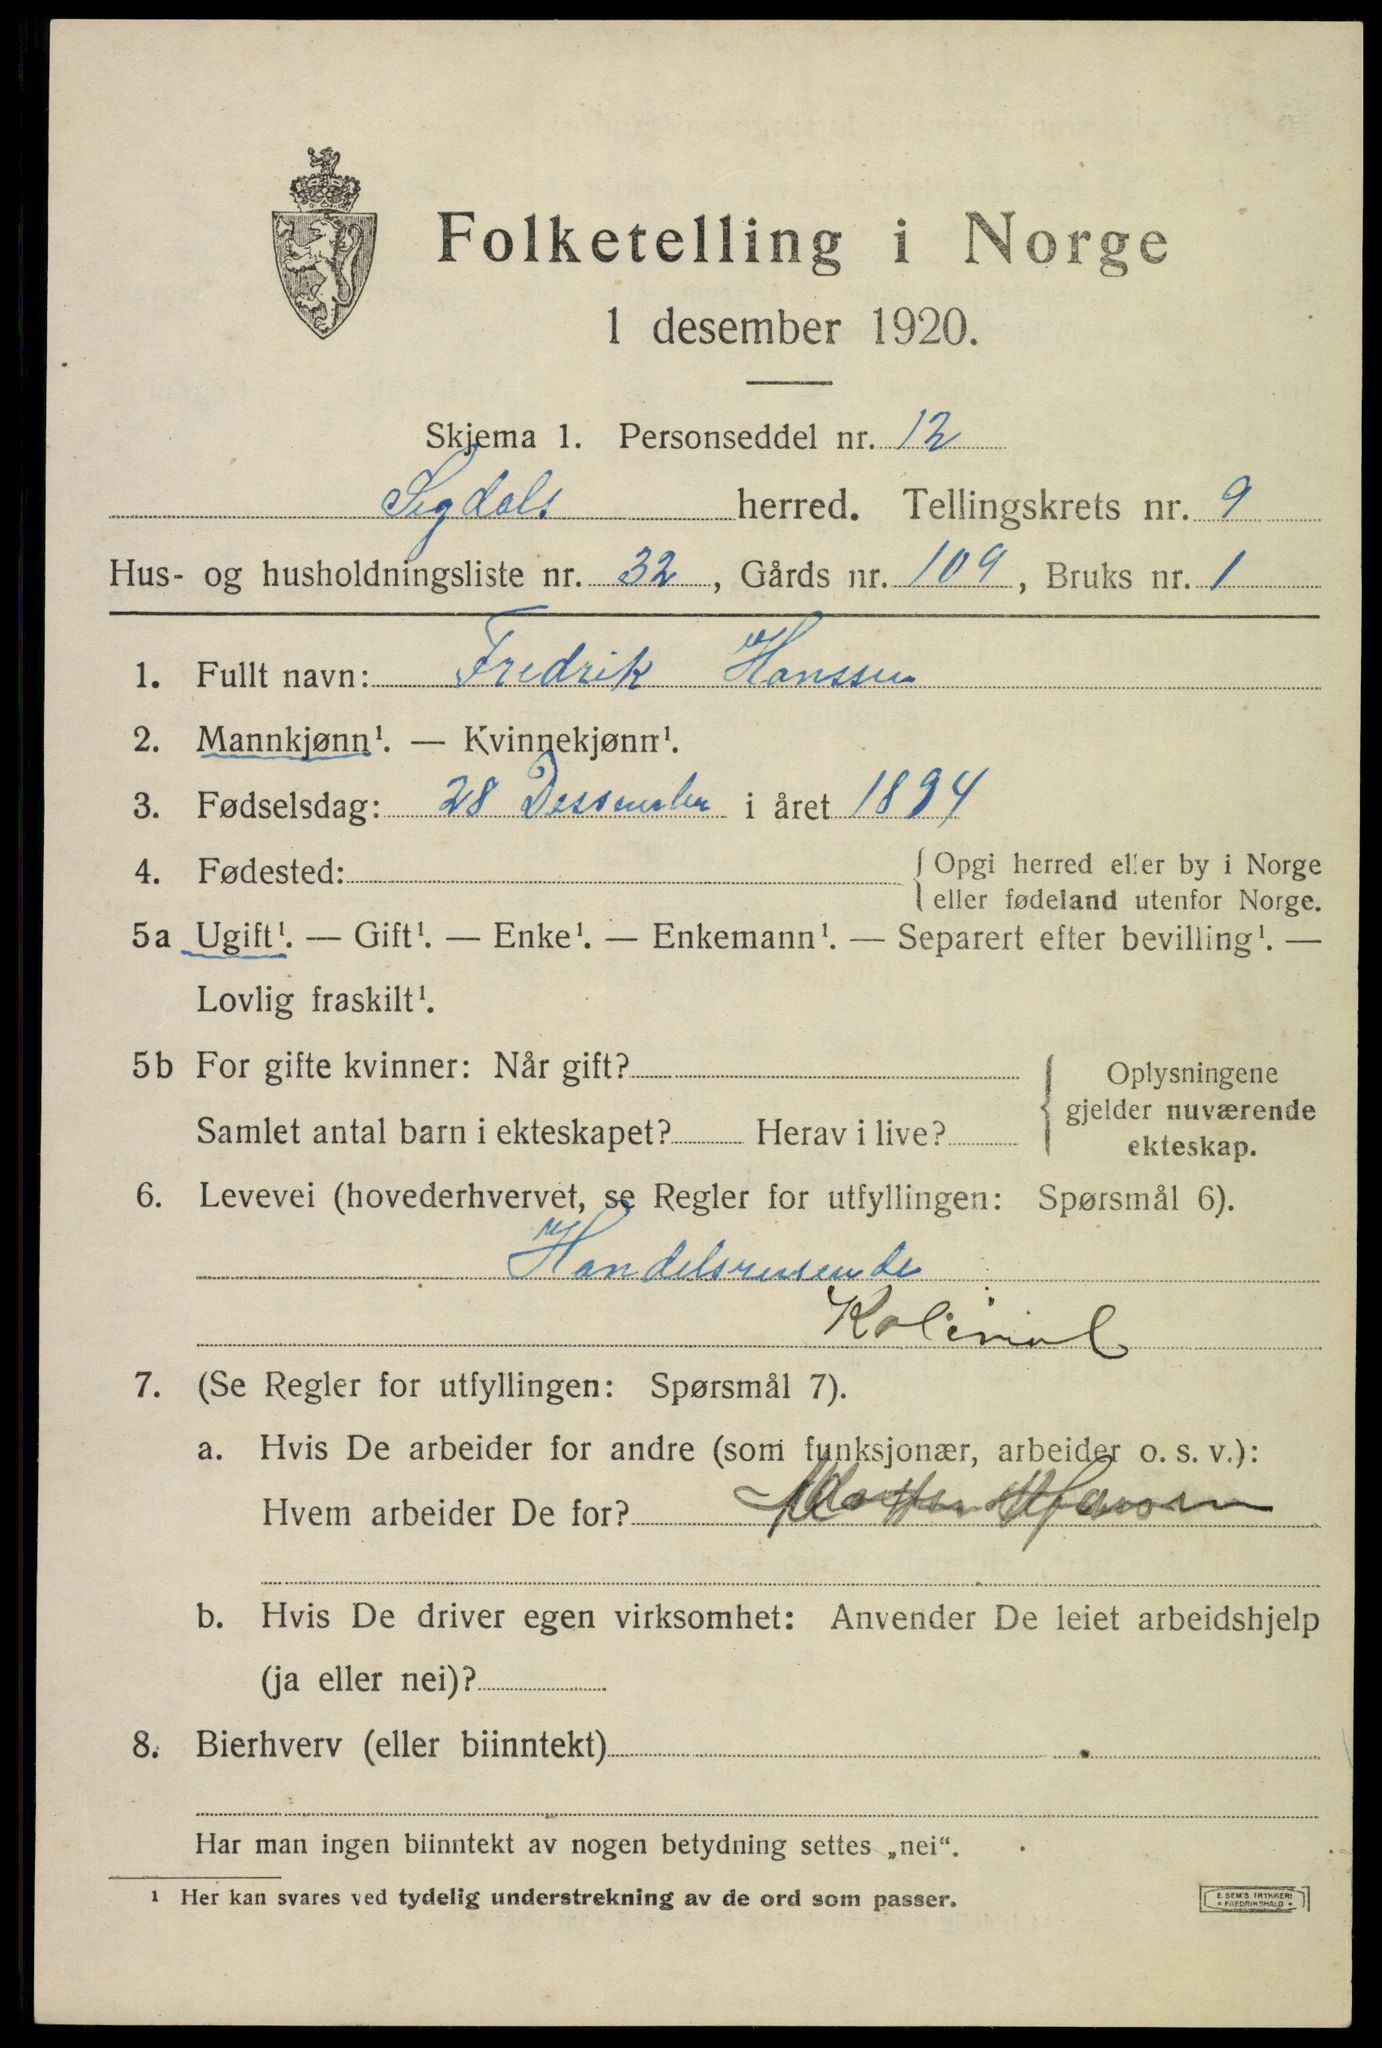 Folketelling i Norge
1 desember 1920.
Skjema 1. Personseddel nr. 12
Sigdals herred. Tellingskrets nr. 9
Hus- og husholdningsliste nr. 32, Gårds nr. 109, Bruks nr. 1
1. Fullt navn: Fredrik Hanssen
2. Mannkjønn¹. — Kvinnekjønn¹.
3. Fødselsdag: 28 Dessember i året 1894
4. Fødested: { Opgi herred eller by i Norge
eller fødeland utenfor Norge.
5a Ugift¹. — Gift¹. — Enke¹. — Enkemann¹. — Separert efter bevilling¹. —
Lovlig fraskilt¹.
5b For gifte kvinner: Når gift? { Oplysningene
gjelder nuværende
Samlet antal barn i ekteskapet? Herav i live?
ekteskap.
6. Levevei (hovederhvervet, se Regler for utfyllingen: Spørsmål 6).
Handelsreisende
Kolonial
7. (Se Regler for utfyllingen: Spørsmål 7).
a. Hvis De arbeider for andre (som funksjonær, arbeider o. s. v.):
Hvem arbeider De for?
b. Hvis De driver egen virksomhet: Anvender De leiet arbeidshjelp
(ja eller nei)?
8. Bierhverv (eller biinntekt)
Har man ingen biinntekt av nogen betydning settes „nei“.
¹ Her kan svares ved tydelig understrekning av de ord som passer.
E. SEM'S TRYKKERI
• FREDRIKSHALD •